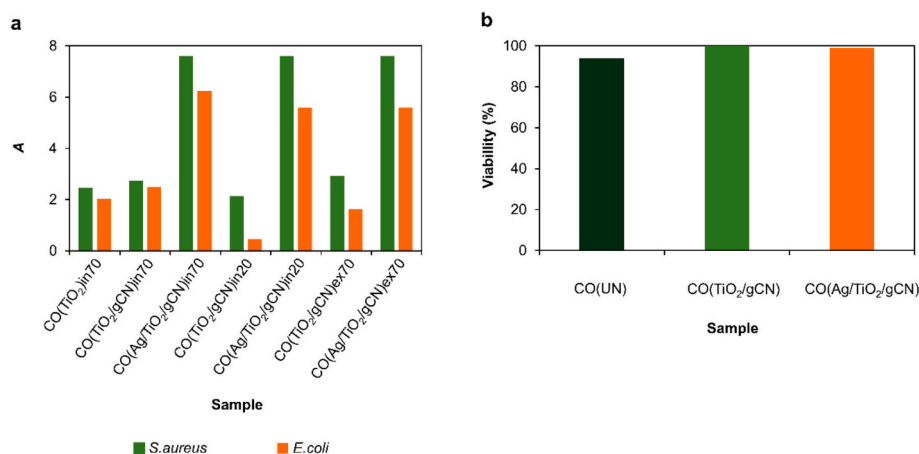 a
8
6
4
2
0
A
CO(TiO₂)in70
CO(TiO₂/gCN)in70
CO(Ag/TiO₂/gCN)in70
CO(TiO₂/gCN)in20
CO(Ag/TiO₂/gCN)in20
CO(TiO₂/gCN)ex70
CO(Ag/TiO₂/gCN)ex70
Sample
S.aureus
E.coli
b
100
80
60
40
20
0
Viabillity (%)
CO(UN)
CO(TiO₂/gCN)
CO(Ag/TiO₂/gCN)
Sample